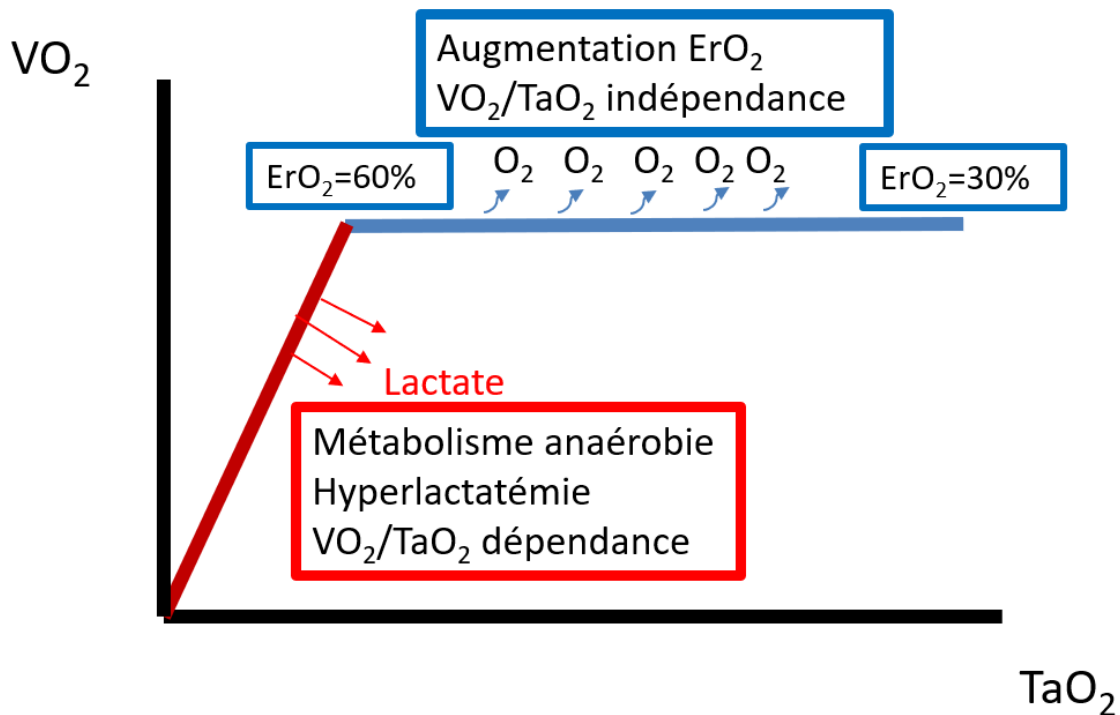 VO₂
Augmentation ErO₂
VO₂/TaO₂ indépendance
ErO₂=60%
O₂ O₂ O₂ O₂ O₂
ErO₂=30%
Lactate
Métabolisme anaérobie
Hyperlactatémie
VO₂/TaO₂ dépendance
TaO₂